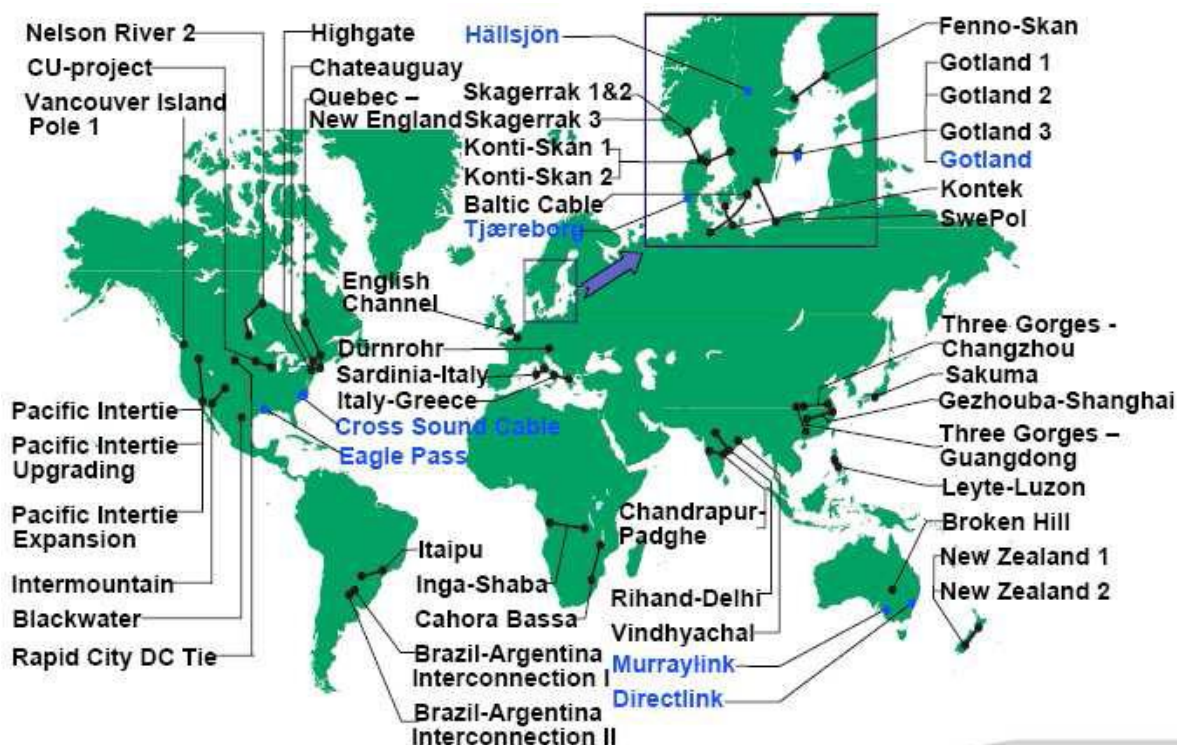 Nelson River 2
CU-project
Vancouver Island
Pole 1
Highgate
Chateauguay
Quebec –
New England
Hällsjön
Skagerrak 1&2
Skagerrak 3
Konti-Skan 1
Konti-Skan 2
Baltic Cable
Tjæreborg
Fenno-Skan
Gotland 1
Gotland 2
Gotland 3
Gotland
Kontek
SwePol
English
Channel
Dürnrohr
Sardinia-Italy
Italy-Greece
Cross Sound Cable
Eagle Pass
Three Gorges -
Changzhou
Sakuma
Gezhouba-Shanghai
Three Gorges –
Guangdong
Leyte-Luzon
Broken Hill
New Zealand 1
New Zealand 2
Pacific Intertie
Pacific Intertie
Upgrading
Pacific Intertie
Expansion
Intermountain
Blackwater
Rapid City DC Tie
Itaipu
Inga-Shaba
Cahora Bassa
Brazil-Argentina
Interconnection I
Brazil-Argentina
Interconnection II
Chandrapur-
Padghe
Rihand-Delhi
Vindhyachal
Murraylink
Directlink